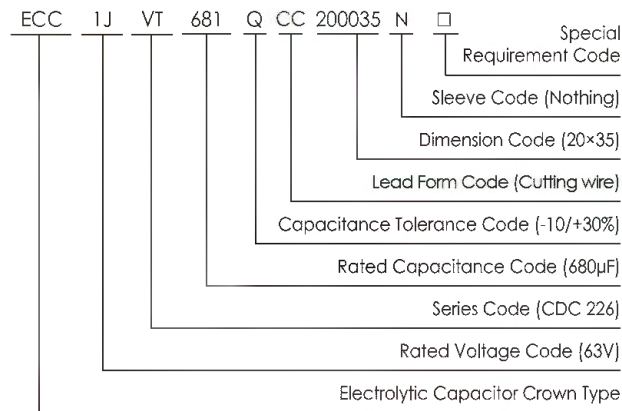 ECC 1J VT 681 Q CC 200035 N □
Special
Requirement Code
Sleeve Code (Nothing)
Dimension Code (20×35)
Lead Form Code (Cutting wire)
Capacitance Tolerance Code (-10/+30%)
Rated Capacitance Code (680µF)
Series Code (CDC 226)
Rated Voltage Code (63V)
Electrolytic Capacitor Crown Type